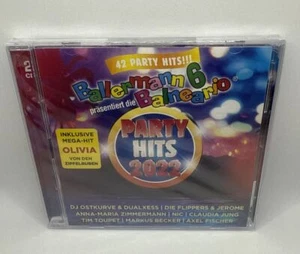 42 PARTY HITS!!!
Ballermann 6
präsentiert die Balneario
INKLUSIVE
MEGA-HIT
OLIVIA
VON DEN
ZIPFELBUBEN
PARTY
HITS
2022
DJ OSTKURVE & DUALXESS | DIE FLIPPERS & JEROME
ANNA-MARIA ZIMMERMANN | NIC | CLAUDIA JUNG
TIM TOUPET | MARKUS BECKER | AXEL FISCHER